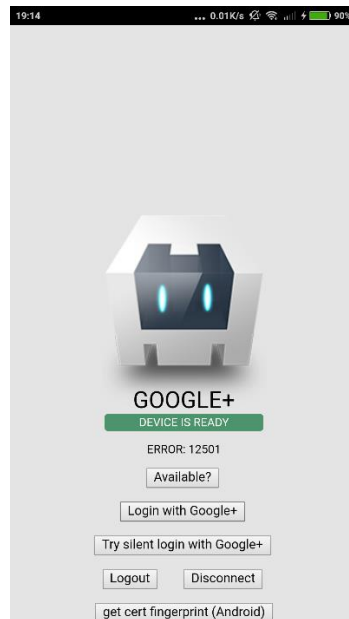 19:14 ... 0.01K/s 90%
GOOGLE+
DEVICE IS READY
ERROR: 12501
Available?
Login with Google+
Try silent login with Google+
Logout Disconnect
get cert fingerprint (Android)